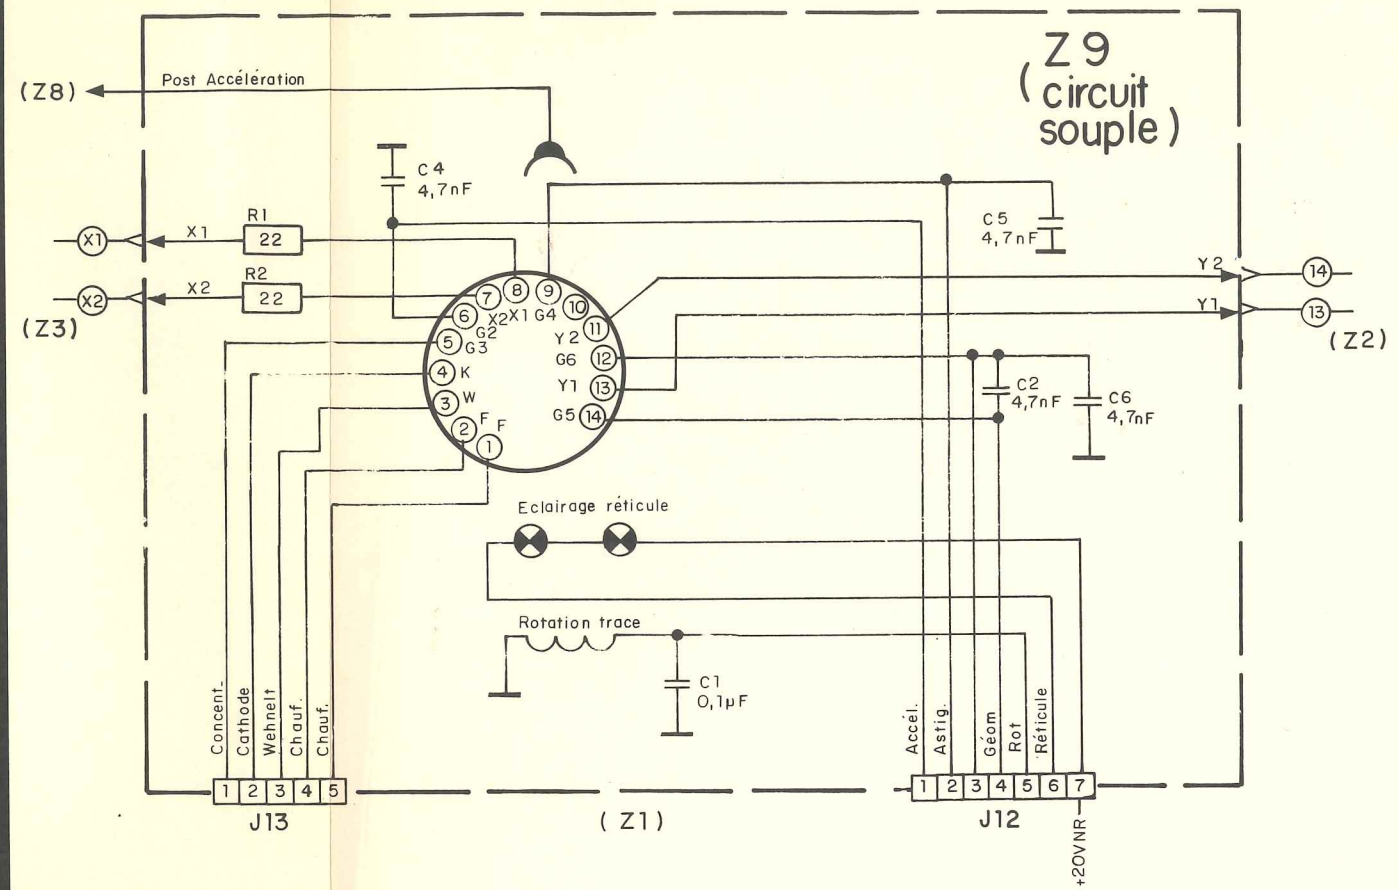 Z9
(circuit
souple)
(Z8)
Post Accélération
C4
4,7nF
R1
X1
X1
22
C5
4,7nF
R2
X2
X2
22
(Z3)
Y2
14
Y1
13
(Z2)
8
9
7
10
X2
X1
G4
6
11
G2
Y2
5
G3
G6
12
4
K
Y1
13
3
W
G5
14
2
F
F
1
C2
4,7nF
C6
4,7nF
Eclairage réticule
Rotation trace
C1
0,1µF
Concent.
Cathode
Wehnelt
Chauf.
Chauf.
Accél.
Astig.
Géom
Rot
Réticule
1 2 3 4 5
J13
(Z1)
1 2 3 4 5 6 7
J12
+20VNR